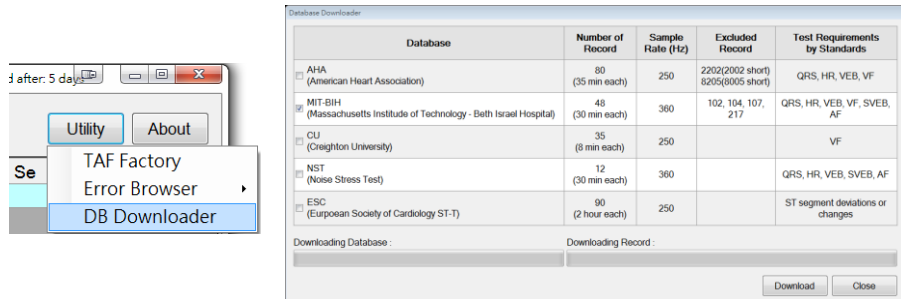 d after: 5 days
Utility
About
Se
TAF Factory
Error Browser
DB Downloader
Database Downloader
Database
Number of Record
Sample Rate (Hz)
Excluded Record
Test Requirements by Standards
AHA
(American Heart Association)
80
(35 min each)
250
2202(2002 short)
8205(8005 short)
QRS, HR, VEB, VF
MIT-BIH
(Massachusetts Institute of Technology - Beth Israel Hospital)
48
(30 min each)
360
102, 104, 107,
217
QRS, HR, VEB, VF, SVEB,
AF
CU
(Creighton University)
35
(8 min each)
250
VF
NST
(Noise Stress Test)
12
(30 min each)
360
QRS, HR, VEB, SVEB, AF
ESC
(Eurpoean Society of Cardiology ST-T)
90
(2 hour each)
250
ST segment deviations or
changes
Downloading Database :
Downloading Record :
Download
Close